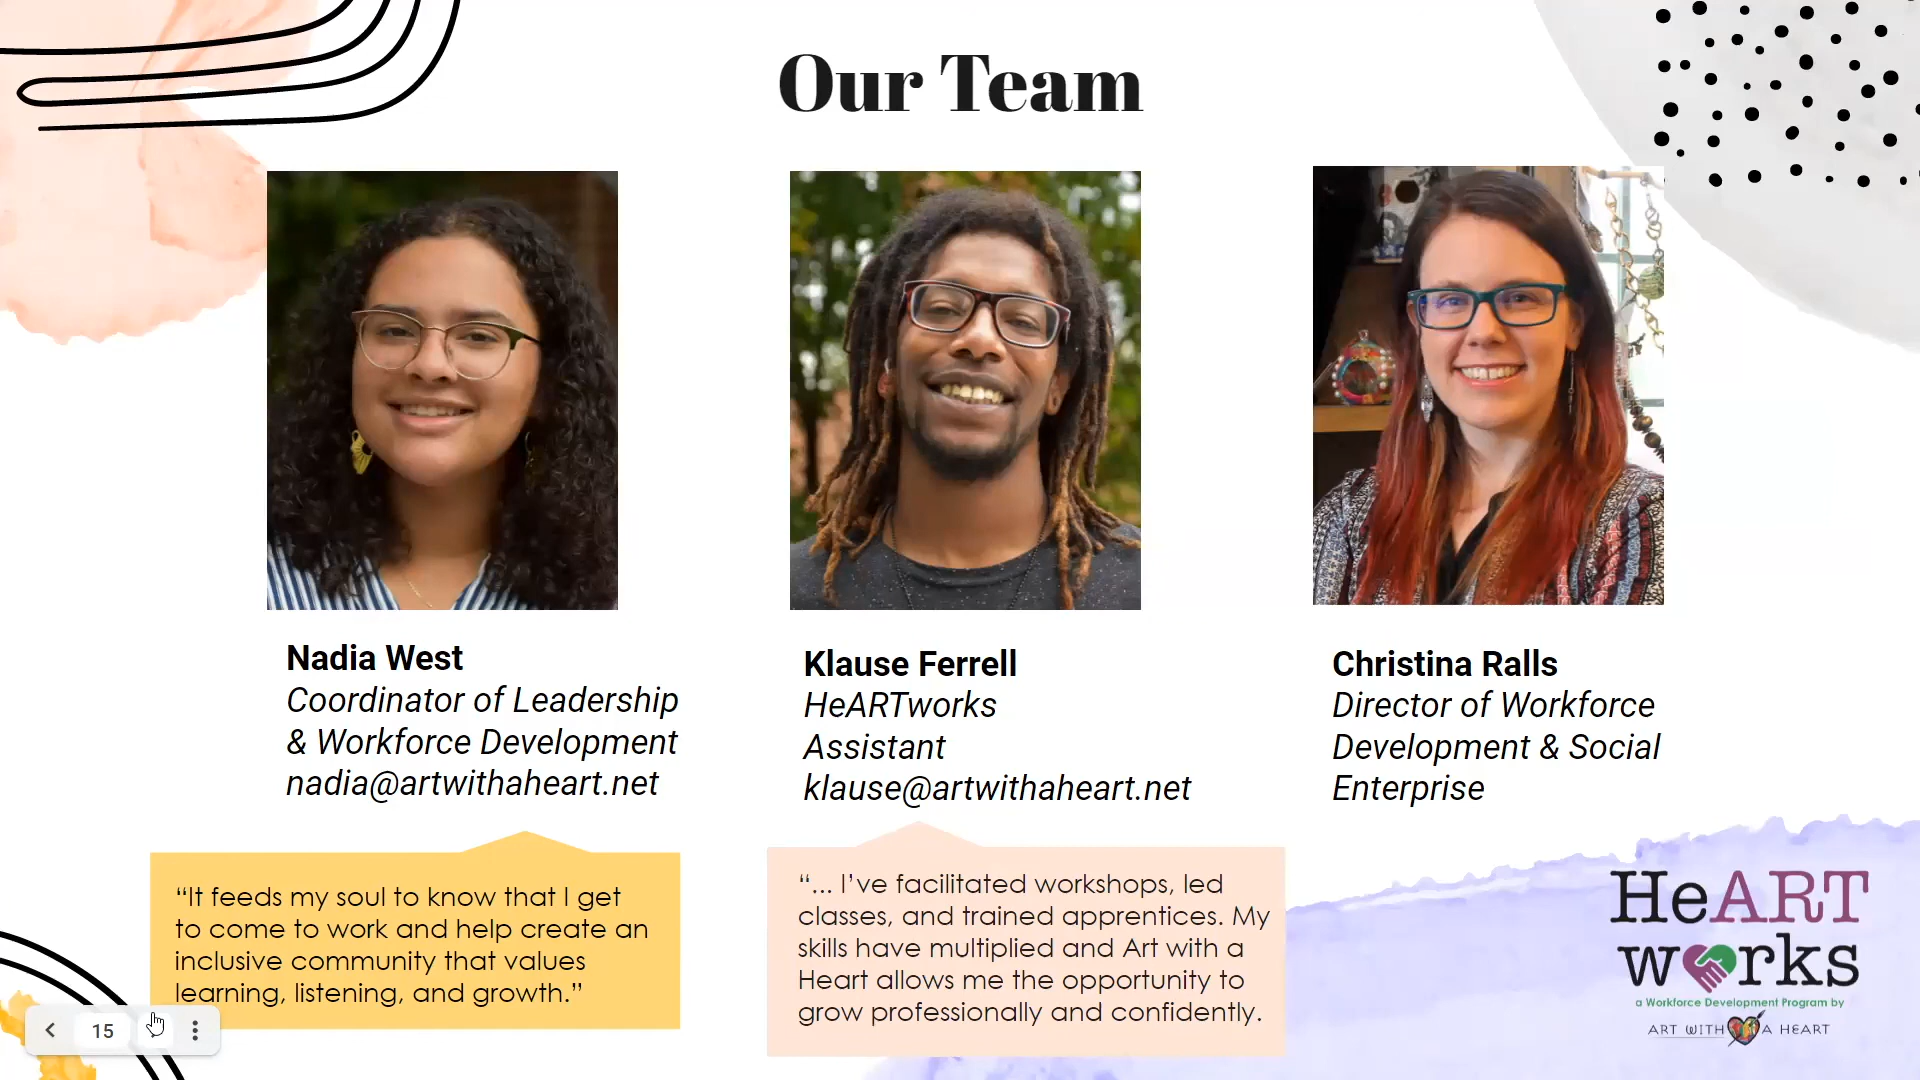 Our Team
Nadia West
Coordinator of Leadership
& Workforce Development
nadia@artwithaheart.net
Klause Ferrell
HeARTworks
Assistant
klause@artwithaheart.net
Christina Ralls
Director of Workforce
Development & Social
Enterprise
“It feeds my soul to know that I get
to come to work and help create an
inclusive community that values
learning, listening, and growth.”
“... I’ve facilitated workshops, led
classes, and trained apprentices. My
skills have multiplied and Art with a
Heart allows me the opportunity to
grow professionally and confidently.
HeART
works
a Workforce Development Program by
ART WITH A HEART
15